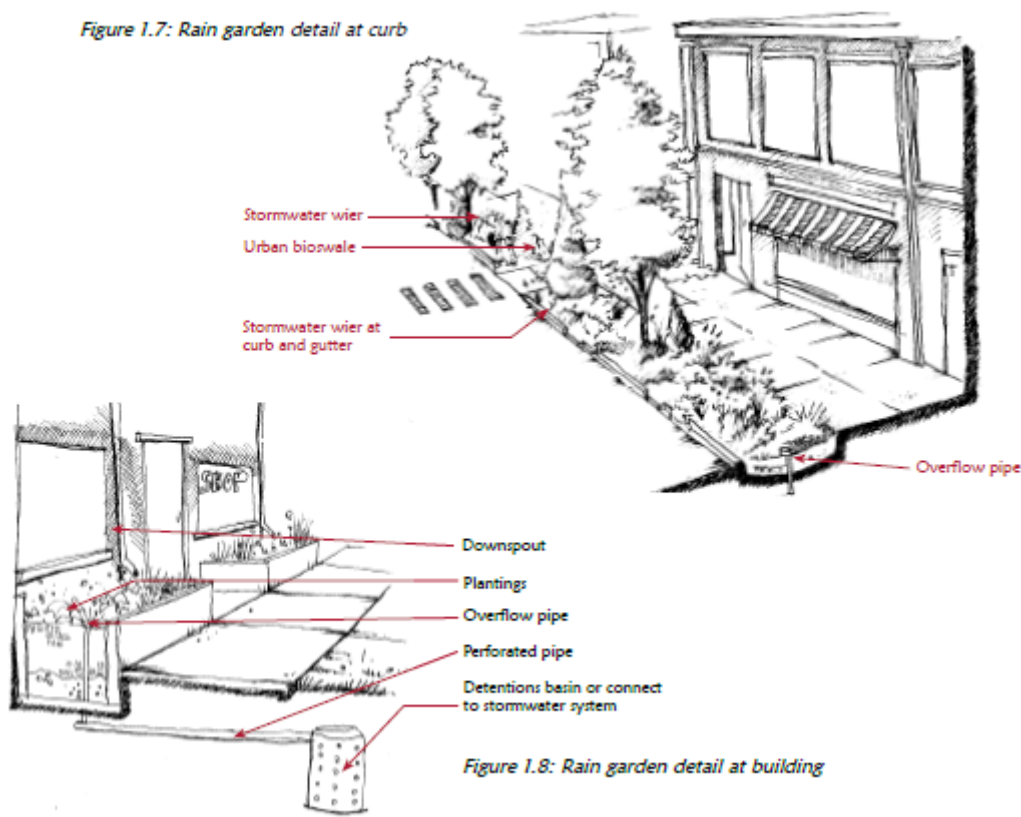 Figure 1.7: Rain garden detail at curb
Stormwater wier
Urban bioswale
Stormwater wier at
curb and gutter
Overflow pipe
SHOP
Downspout
Plantings
Overflow pipe
Perforated pipe
Detentions basin or connect
to stormwater system
Figure 1.8: Rain garden detail at building